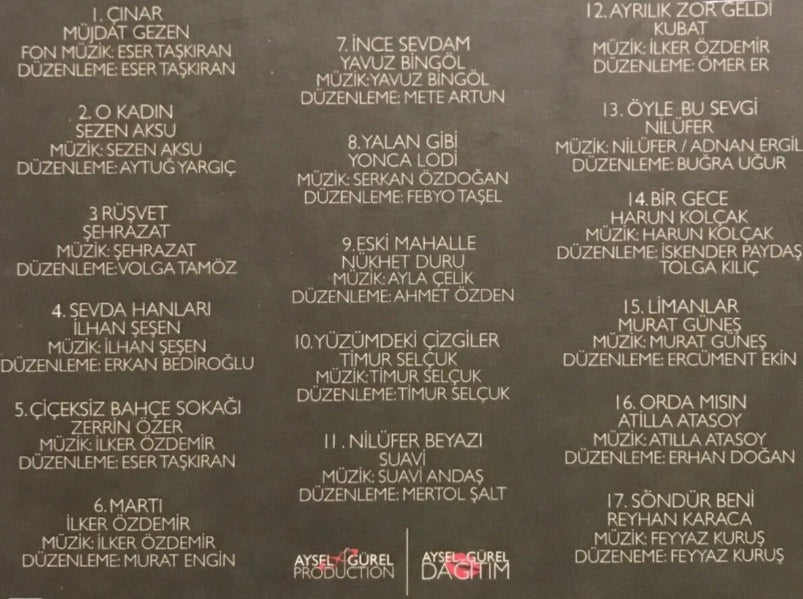 1. ÇINAR
MÜJDAT GEZEN
FON MÜZİK: ESER TAŞKIRAN
DÜZENLEME: ESER TAŞKIRAN
2. O KADIN
SEZEN AKSU
MÜZİK: SEZEN AKSU
DÜZENLEME: AYTUĞ YARGIÇ
3 RÜŞVET
ŞEHRAZAT
MÜZİK: ŞEHRAZAT
DÜZENLEME: VOLGA TAMÖZ
4. SEVDA HANLARI
İLHAN ŞEŞEN
MÜZİK: İLHAN ŞEŞEN
DÜZENLEME: ERKAN BEDİROĞLU
5. ÇİÇEKSİZ BAHÇE SOKAĞI
ZERRİN ÖZER
MÜZİK: İLKER ÖZDEMİR
DÜZENLEME: ESER TAŞKIRAN
6. MARTI
İLKER ÖZDEMİR
MÜZİK: İLKER ÖZDEMİR
DÜZENLEME: MURAT ENGİN
7. İNCE SEVDAM
YAVUZ BİNGÖL
MÜZİK: YAVUZ BİNGÖL
DÜZENLEME: METE ARTUN
8. YALAN GİBİ
YONCA LODİ
MÜZİK: SERKAN ÖZDOĞAN
DÜZENLEME: FEBYO TAŞEL
9. ESKİ MAHALLE
NÜKHET DURU
MÜZİK: AYLA ÇELİK
DÜZENLEME: AHMET ÖZDEN
10. YÜZÜMDEKİ ÇİZGİLER
TİMUR SELÇUK
MÜZİK: TİMUR SELÇUK
DÜZENLEME: TİMUR SELÇUK
11. NİLÜFER BEYAZI
SUAVİ
MÜZİK: SUAVİ ANDAŞ
DÜZENLEME: MERTOL ŞALT
AYSEL GÜREL
PRODUCTION
AYSEL GÜREL
DAĞITIM
12. AYRILIK ZOR GELDİ
KUBAT
MÜZİK: İLKER ÖZDEMİR
DÜZENLEME: ÖMER ER
13. ÖYLE BU SEVGİ
NİLÜFER
MÜZİK: NİLÜFER / ADNAN ERGİL
DÜZENLEME: BUĞRA UĞUR
14. BİR GECE
HARUN KOLÇAK
MÜZİK: HARUN KOLÇAK
DÜZENLEME: İSKENDER PAYDAŞ
TOLGA KILIÇ
15. LİMANLAR
MURAT GÜNEŞ
MÜZİK: MURAT GÜNEŞ
DÜZENLEME: ERCÜMENT EKİN
16. ORDA MISIN
ATİLLA ATASOY
MÜZİK: ATİLLA ATASOY
DÜZENLEME: ERHAN DOĞAN
17. SÖNDÜR BENİ
REYHAN KARACA
MÜZİK: FEYYAZ KURUŞ
DÜZENEME: FEYYAZ KURUŞ